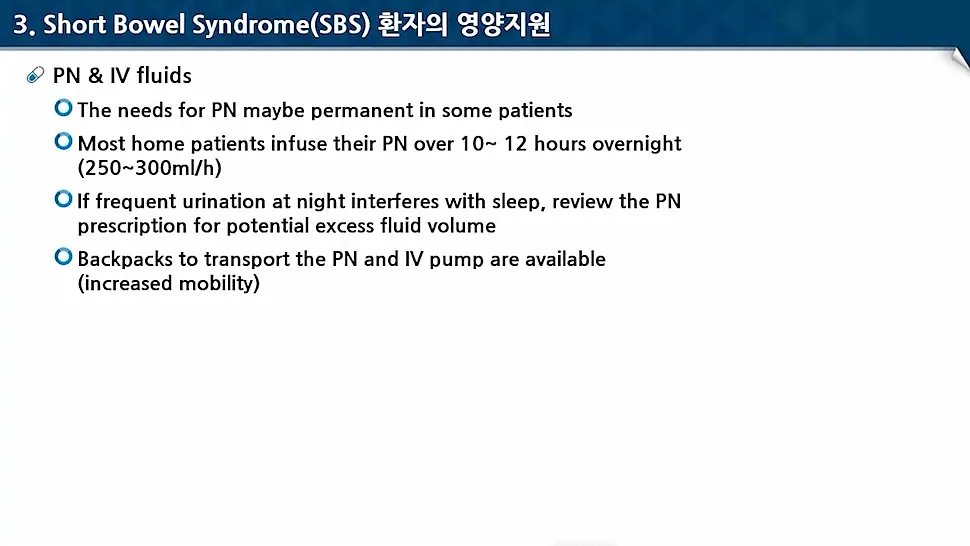 3. Short Bowel Syndrome(SBS) 환자의 영양지원
PN & IV fluids
The needs for PN maybe permanent in some patients
Most home patients infuse their PN over 10~ 12 hours overnight
(250~300ml/h)
If frequent urination at night interferes with sleep, review the PN
prescription for potential excess fluid volume
Backpacks to transport the PN and IV pump are available
(increased mobility)